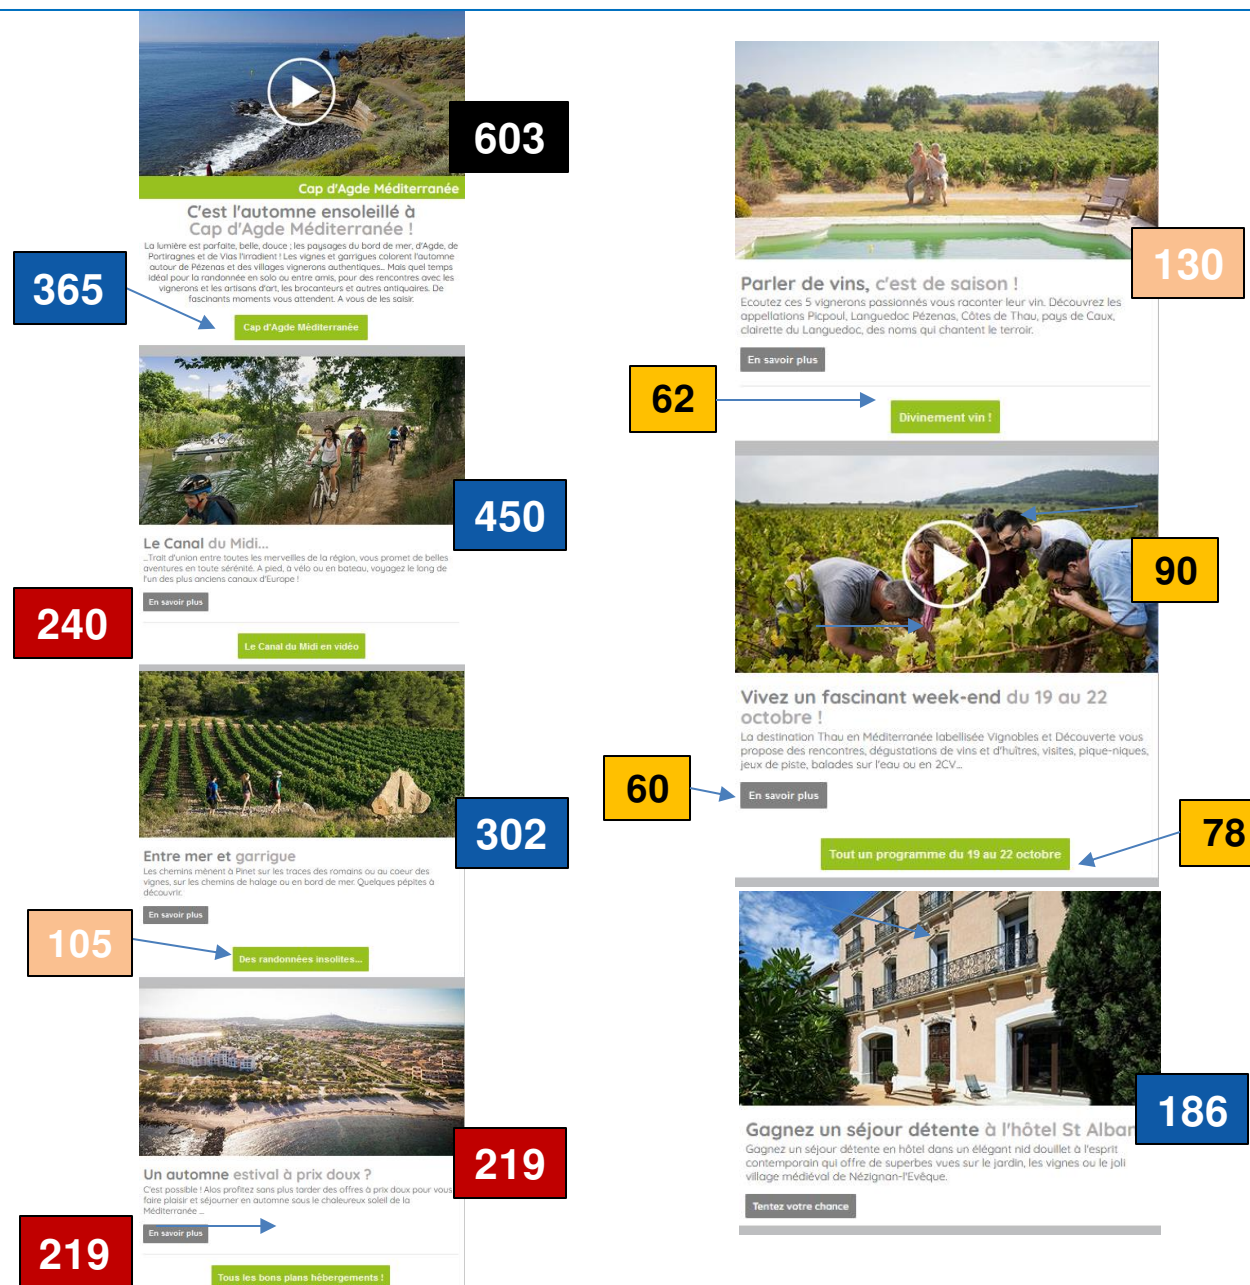 603
Cap d'Agde Méditerranée
C'est l'automne ensoleillé à
Cap d'Agde Méditerranée !
La lumière est parfaite, belle, douce ; les paysages du bord de mer, d'Agde, de
Portiragnes et de Vias l'irradient ! Les vignes et garrigues colorent l'automne
autour de Pézenas et des villages vignerons authentiques... Mais quel temps
idéal pour la randonnée en solo ou entre amis, pour des rencontres avec les
vignerons et les artisans d'art, les brocanteurs et autres antiquaires. De
fascinants moments vous attendent. A vous de les saisir.
365
Cap d'Agde Méditerranée
450
Le Canal du Midi...
...Trait d'union entre toutes les merveilles de la région, vous promet de belles
aventures en toute sérénité. A pied, à vélo ou en bateau, voyagez le long de
l'un des plus anciens canaux d'Europe !
En savoir plus
240
Le Canal du Midi en vidéo
302
Entre mer et garrigue
Les chemins mènent à Pinet sur les traces des romains ou au coeur des
vignes, sur les chemins de halage ou en bord de mer. Quelques pépites à
découvrir.
En savoir plus
105
Des randonnées insolites...
219
Un automne estival à prix doux ?
C'est possible ! Alos profitez sans plus tarder des offres à prix doux pour vous
faire plaisir et séjourner en automne sous le chaleureux soleil de la
Méditerranée ...
En savoir plus
219
Tous les bons plans hébergements !
130
Parler de vins, c'est de saison !
Ecoutez ces 5 vignerons passionnés vous raconter leur vin. Découvrez les
appellations Picpoul, Languedoc Pézenas, Côtes de Thau, pays de Caux,
clairette du Languedoc, des noms qui chantent le terroir.
En savoir plus
62
Divinement vin !
90
Vivez un fascinant week-end du 19 au 22
octobre !
La destination Thau en Méditerranée labellisée Vignobles et Découverte vous
propose des rencontres, dégustations de vins et d'huîtres, visites, pique-niques,
jeux de piste, balades sur l'eau ou en 2CV...
60
En savoir plus
78
Tout un programme du 19 au 22 octobre
186
Gagnez un séjour détente à l'hôtel St Alban
Gagnez un séjour détente en hôtel dans un élégant nid douillet à l'esprit
contemporain qui offre de superbes vues sur le jardin, les vignes ou le joli
village médiéval de Nézignan-l'Evêque.
Tentez votre chance